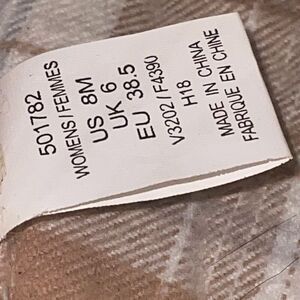 501782
WOMENS/FEMMES
US 8M
UK 6
EU 38.5
V3202/F4390
H18
MADE IN CHINA
FABRIQUE EN CHINE